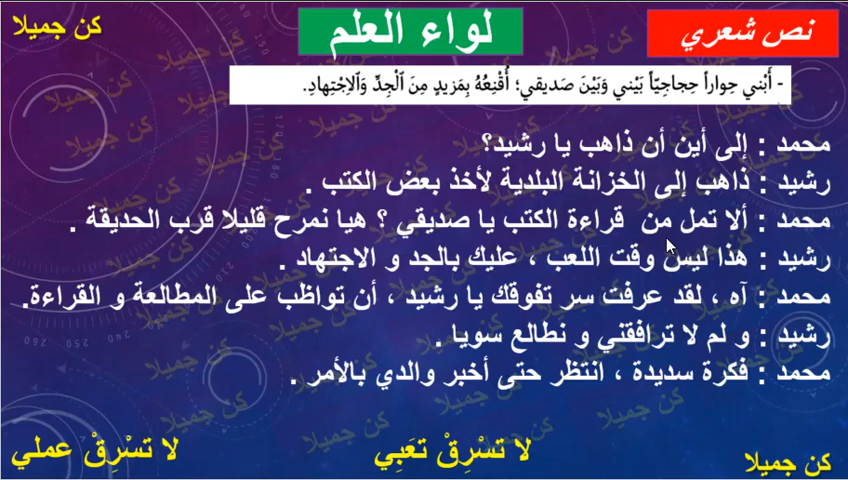 كن جميلا
لواء العلم
نص شعري
- أَبْني حِواراً حِجاجِيّاً بَيْني وَبَيْنَ صَديقي؛ أُقْنِعُهُ بِمَزيدٍ مِنَ الْجِدِّ وَالِاجْتِهادِ.
محمد : إلى أين أن ذاهب يا رشيد؟
رشيد : ذاهب إلى الخزانة البلدية لأخذ بعض الكتب .
محمد : ألا تمل من قراءة الكتب يا صديقي ؟ هيا نمرح قليلا قرب الحديقة .
رشيد : هذا ليس وقت اللعب ، عليك بالجد و الاجتهاد .
محمد : آه ، لقد عرفت سر تفوقك يا رشيد ، أن تواظب على المطالعة و القراءة.
رشيد : و لم لا ترافقني و نطالع سويا .
محمد : فكرة سديدة ، انتظر حتى أخبر والدي بالأمر .
لا تسْرِقْ عملي
لا تسْرِقْ تعَبِي
كن جميلا